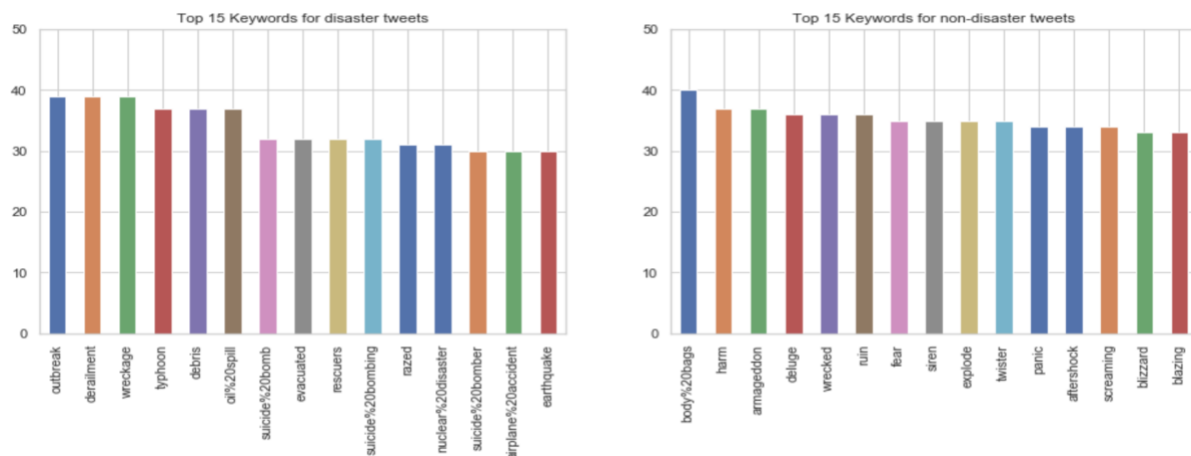 Top 15 Keywords for disaster tweets
50
40
30
20
10
0
outbreak
derailment
wreckage
typhoon
debris
oil%20spill
suicide%20bomb
evacuated
rescuers
suicide%20bombing
razed
nuclear%20disaster
suicide%20bomber
airplane%20accident
earthquake
Top 15 Keywords for non-disaster tweets
50
40
30
20
10
0
body%20bags
harm
armageddon
deluge
wrecked
ruin
fear
siren
explode
twister
panic
aftershock
screaming
blizzard
blazing